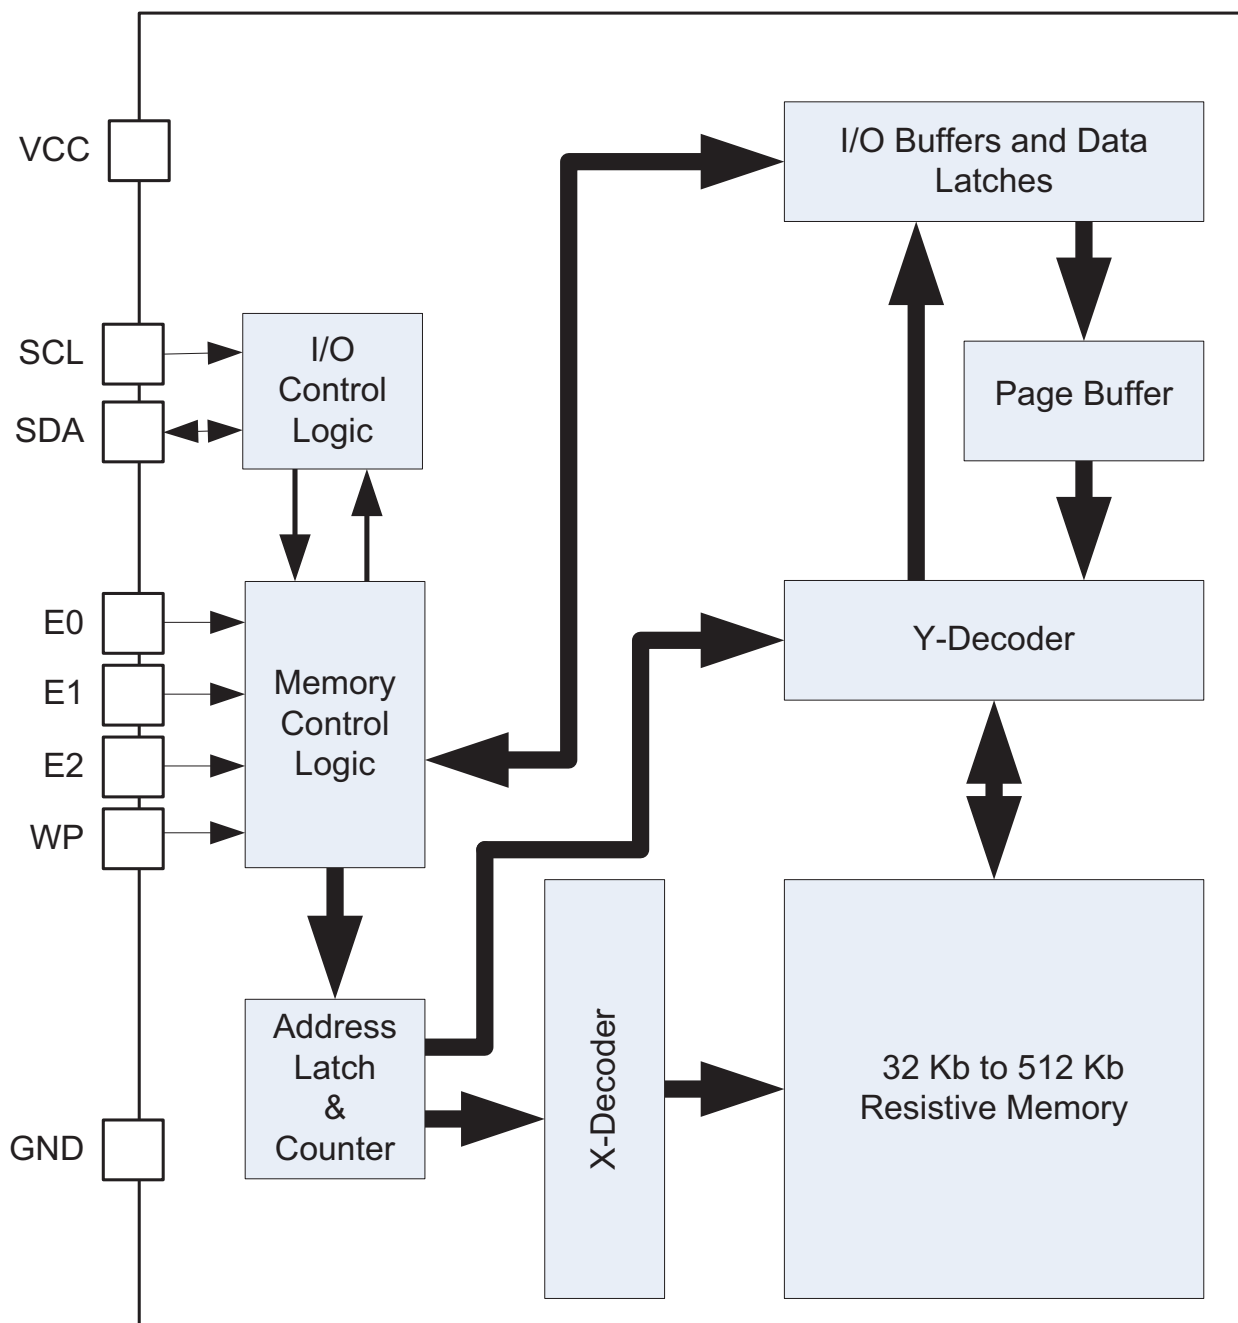 VCC
I/O Buffers and Data
Latches
SCL
SDA
I/O
Control
Logic
Page Buffer
E0
E1
E2
WP
Memory
Control
Logic
Y-Decoder
Address
Latch
&
Counter
X-Decoder
32 Kb to 512 Kb
Resistive Memory
GND